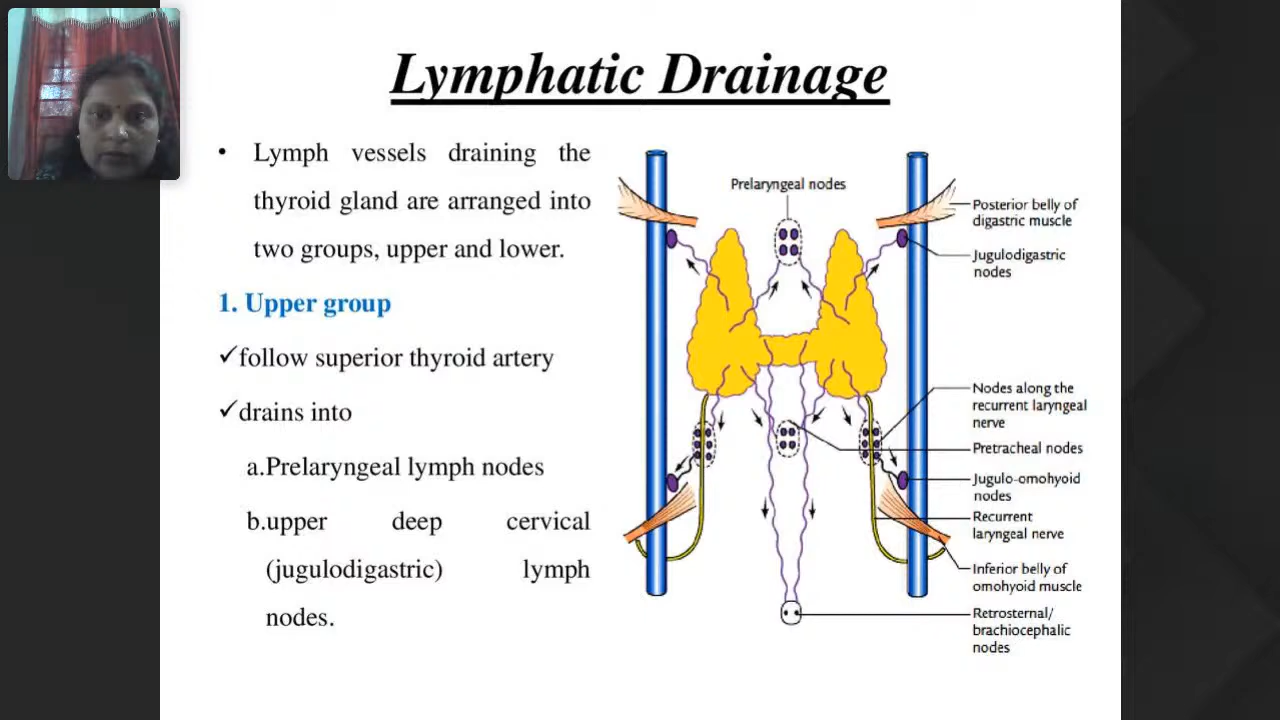 Lymphatic Drainage
• Lymph vessels draining the
thyroid gland are arranged into
two groups, upper and lower.
1. Upper group
✓follow superior thyroid artery
✓drains into
a.Prelaryngeal lymph nodes
b.upper deep cervical
(jugulodigastric) lymph
nodes.
Prelaryngeal nodes
Posterior belly of
digastric muscle
Jugulodigastric
nodes
Nodes along the
recurrent laryngeal
nerve
Pretracheal nodes
Jugulo-omohyoid
nodes
Recurrent
laryngeal nerve
Inferior belly of
omohyoid muscle
Retrosternal/
brachiocephalic
nodes